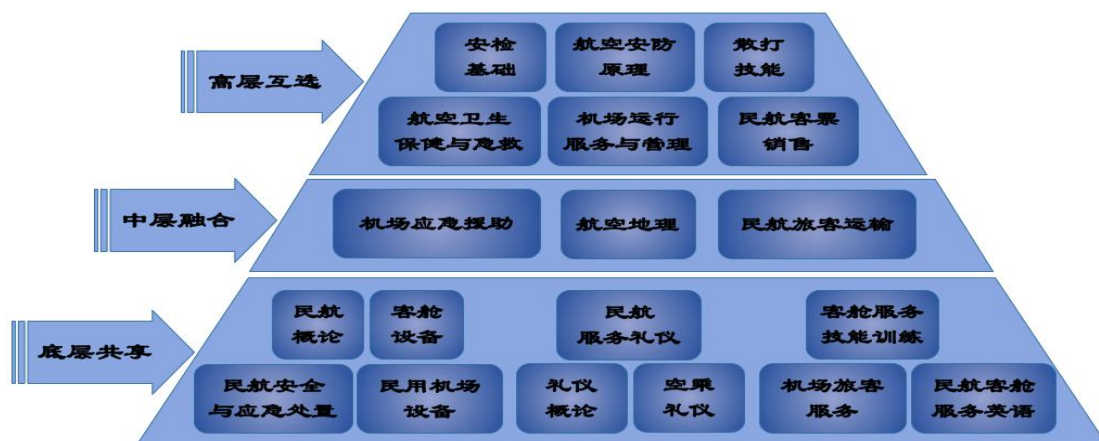 高层互选
安检
基础
航空安防
原理
散打
技能
航空卫生
保健与急救
机场运行
服务与管理
民航客票
销售
中层融合
机场应急援助
航空地理
民航旅客运输
底层共享
民航
概论
客舱
设备
民航
服务礼仪
客舱服务
技能训练
民航安全
与应急处置
民用机场
设备
礼仪
概论
空乘
礼仪
机场旅客
服务
民航客舱
服务英语